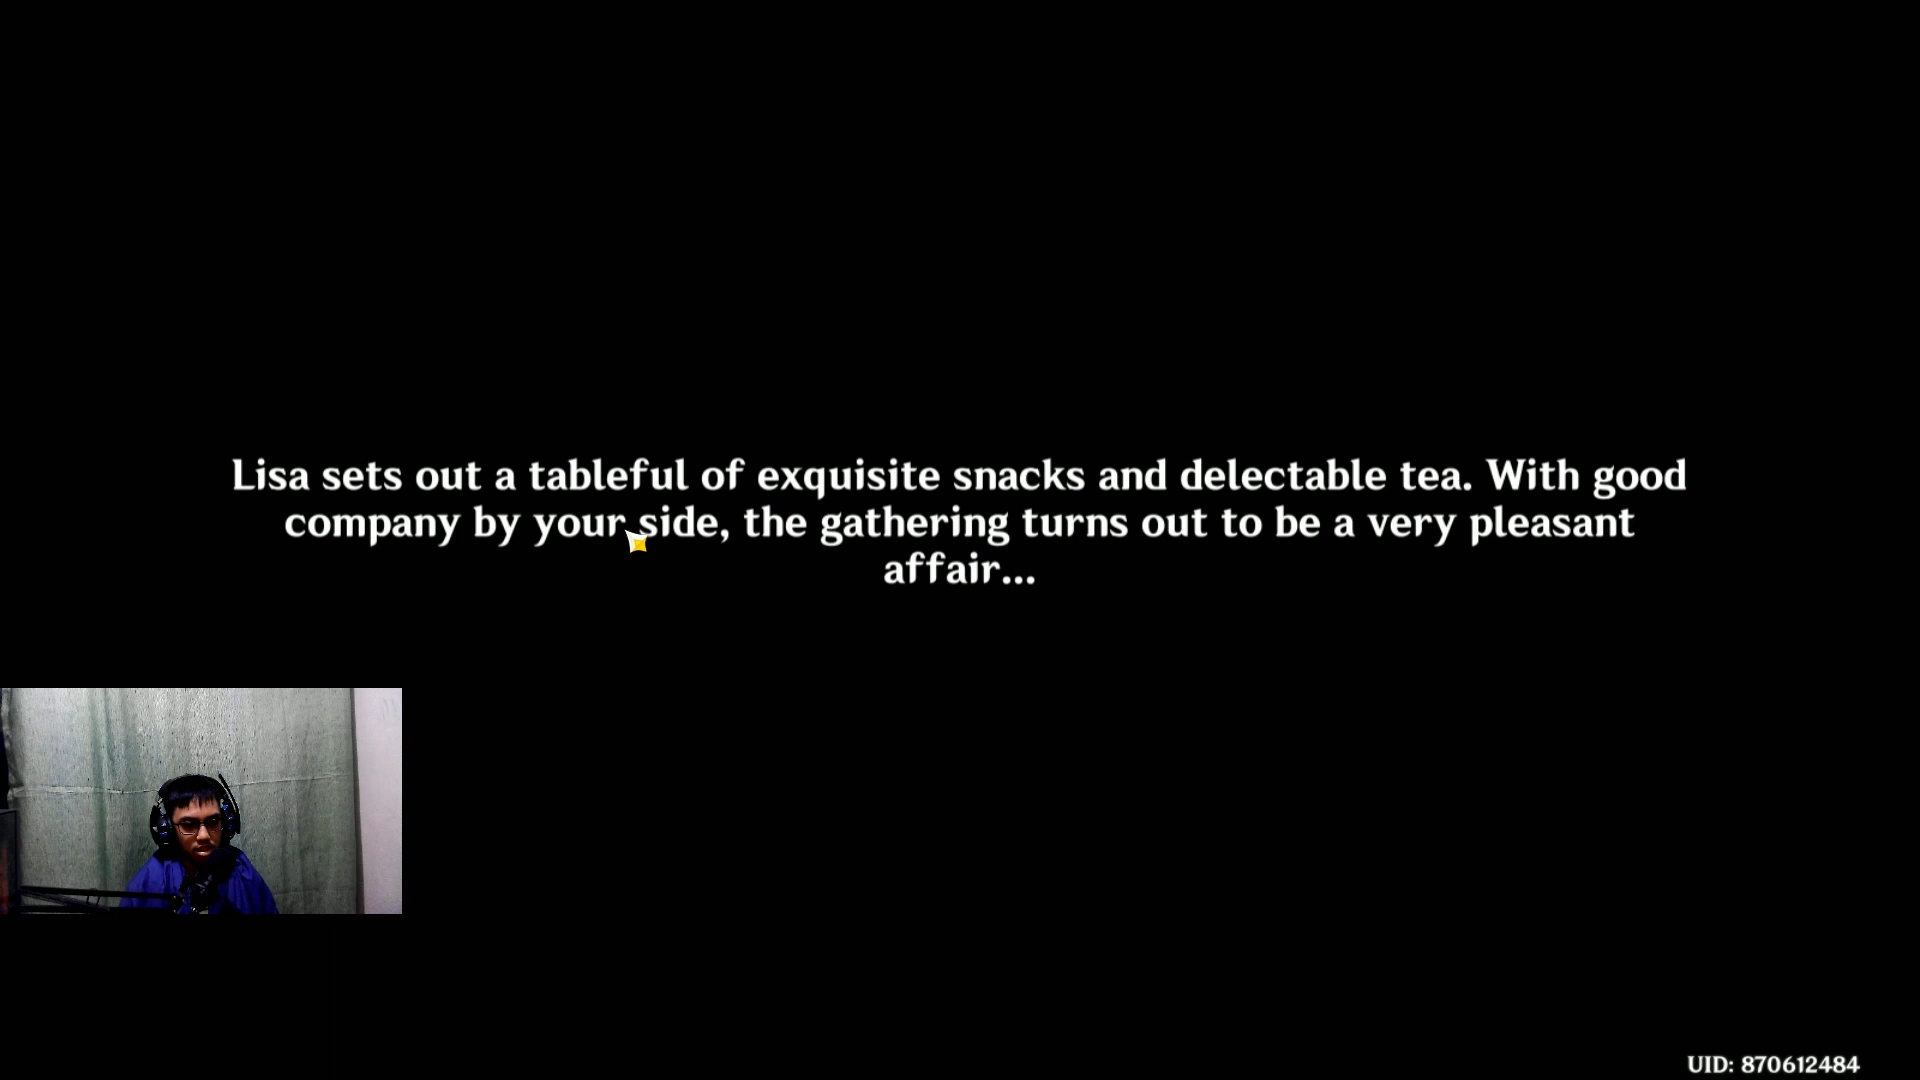 Lisa sets out a tableful of exquisite snacks and delectable tea. With good
company by your side, the gathering turns out to be a very pleasant
affair...
UID: 870612484